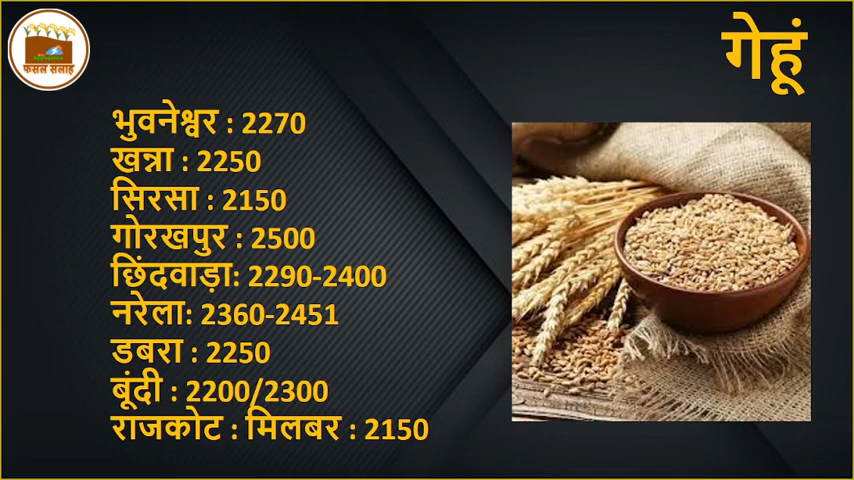 फसल सलाह
गेहूं
भुवनेश्वर : 2270
खन्ना : 2250
सिरसा : 2150
गोरखपुर : 2500
छिंदवाड़ा: 2290-2400
नरेला: 2360-2451
डबरा : 2250
बूंदी : 2200/2300
राजकोट : मिलबर : 2150